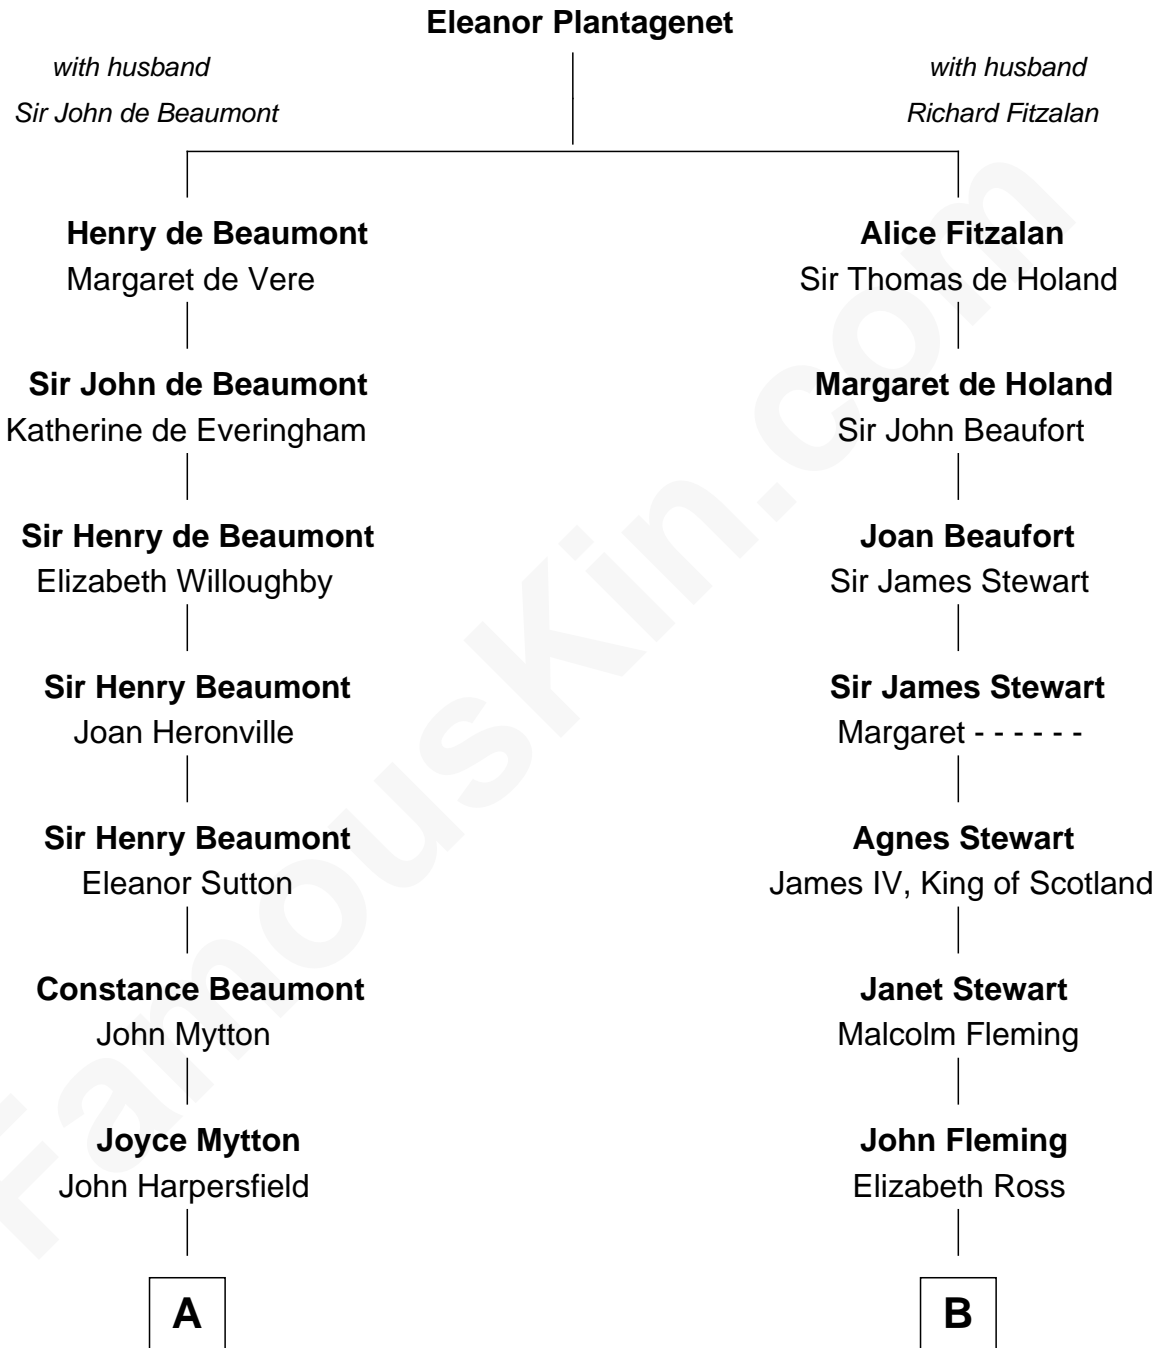 Eleanor Plantagenet
with husband
Sir John de Beaumont
with husband
Richard Fitzalan
Henry de Beaumont
Margaret de Vere
Alice Fitzalan
Sir Thomas de Holand
Sir John de Beaumont
Katherine de Everingham
Margaret de Holand
Sir John Beaufort
Sir Henry de Beaumont
Elizabeth Willoughby
Joan Beaufort
Sir James Stewart
Sir Henry Beaumont
Joan Heronville
Sir James Stewart
Margaret - - - - - -
Sir Henry Beaumont
Eleanor Sutton
Agnes Stewart
James IV, King of Scotland
Constance Beaumont
John Mytton
Janet Stewart
Malcolm Fleming
Joyce Mytton
John Harpersfield
John Fleming
Elizabeth Ross
A
B
FamousKin.com